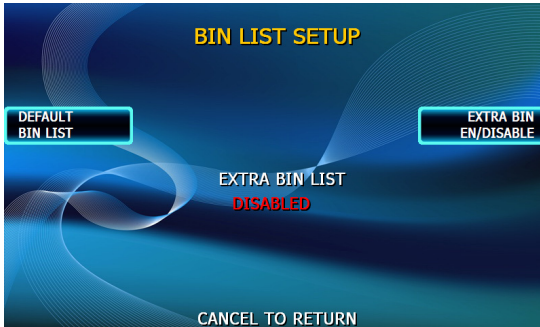 BIN LIST SETUP
DEFAULT
BIN LIST
EXTRA BIN
EN/DISABLE
EXTRA BIN LIST
DISABLED
CANCEL TO RETURN